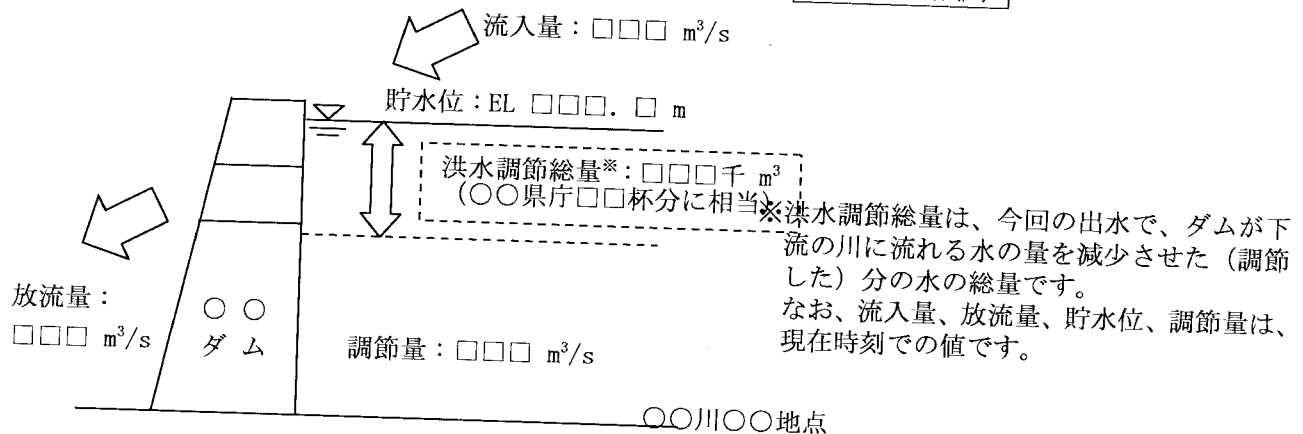 流入量：□□□ m³/s
貯水位：EL □□□. □ m
洪水調節総量※：□□□千 m³
（○○県庁□□杯分に相当）
※洪水調節総量は、今回の出水で、ダムが下
流の川に流れる水の量を減少させた（調節
した）分の水の総量です。
なお、流入量、放流量、貯水位、調節量は、
現在時刻での値です。
放流量：
□□□ m³/s
○ ○
ダ ム
調節量：□□□ m³/s
○○川○○地点